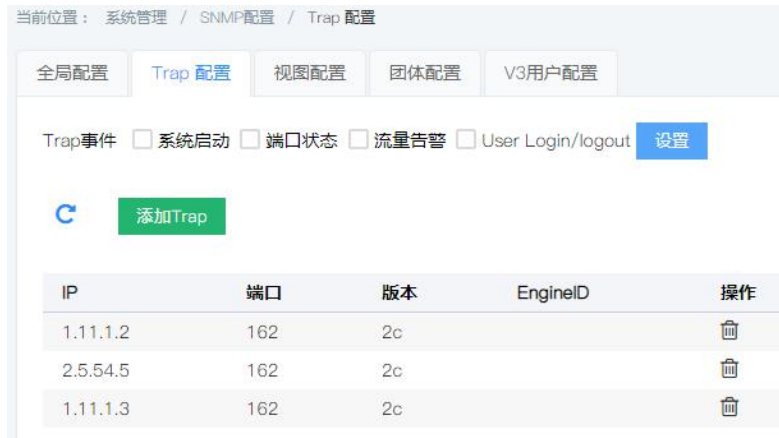 当前位置： 系统管理 / SNMP配置 / Trap 配置
全局配置 Trap 配置 视图配置 团体配置 V3用户配置
Trap事件 系统启动 端口状态 流量告警 User Login/logout 设置
添加Trap
IP 端口 版本 EngineID 操作
1.11.1.2 162 2c
2.5.54.5 162 2c
1.11.1.3 162 2c